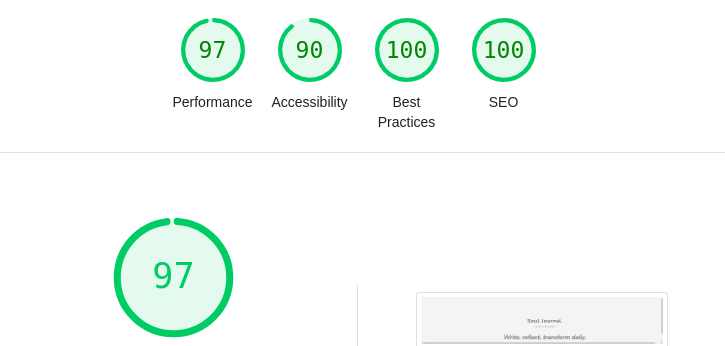 97
90
100
100
Performance
Accessibility
Best
Practices
SEO
97
Soul Journal
Write, reflect, transform daily.